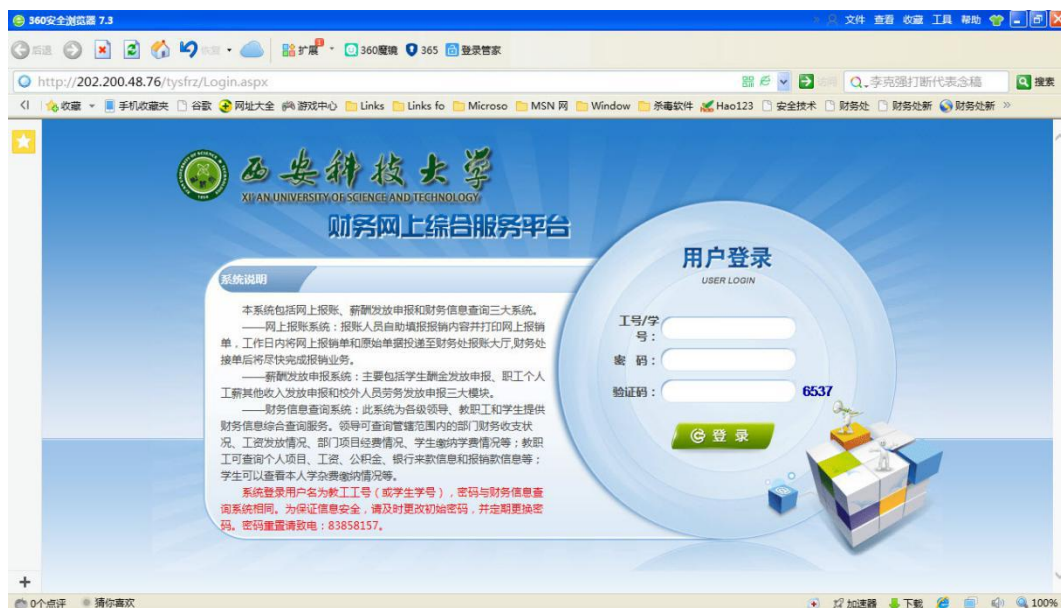 360安全浏览器 7.3
文件 查看 收藏 工具 帮助
后退
扩展 360魔镜 365 登录管家
http://202.200.48.76/tysfrz/Login.aspx
李克强打断代表念稿 搜索
收藏 手机收藏夹 谷歌 网址大全 游戏中心 Links Links fo Microso MSN 网 Window 杀毒软件 Hao123 安全技术 财务处 财务处新 财务处新
西安科技大学
XI'AN UNIVERSITY OF SCIENCE AND TECHNOLOGY
财务网上综合服务平台
系统说明
本系统包括网上报账、薪酬发放申报和财务信息查询三大系统。
——网上报账系统：报账人员自助填报报销内容并打印网上报销
单，工作日内将网上报销单和原始单据投递至财务处报账大厅,财务处
接单后将尽快完成报销业务。
——薪酬发放申报系统：主要包括学生酬金发放申报、职工个人
工薪其他收入发放申报和校外人员劳务发放申报三大模块。
——财务信息查询系统：此系统为各级领导、教职工和学生提供
财务信息综合查询服务。领导可查询管辖范围内的部门财务收支状
况、工资发放情况、部门项目经费情况、学生缴纳学费情况等；教职
工可查询个人项目、工资、公积金、银行来款信息和报销款信息等；
学生可以查看本人学杂费缴纳情况等。
系统登录用户名为教工工号（或学生学号），密码与财务信息查
询系统相同。为保证信息安全，请及时更改初始密码，并定期更换密
码。密码重置请致电：83858157。
用户登录
USER LOGIN
工号/学
号：
密 码：
验证码：
6537
登 录
0个点评 猜你喜欢
加速器 下载 100%